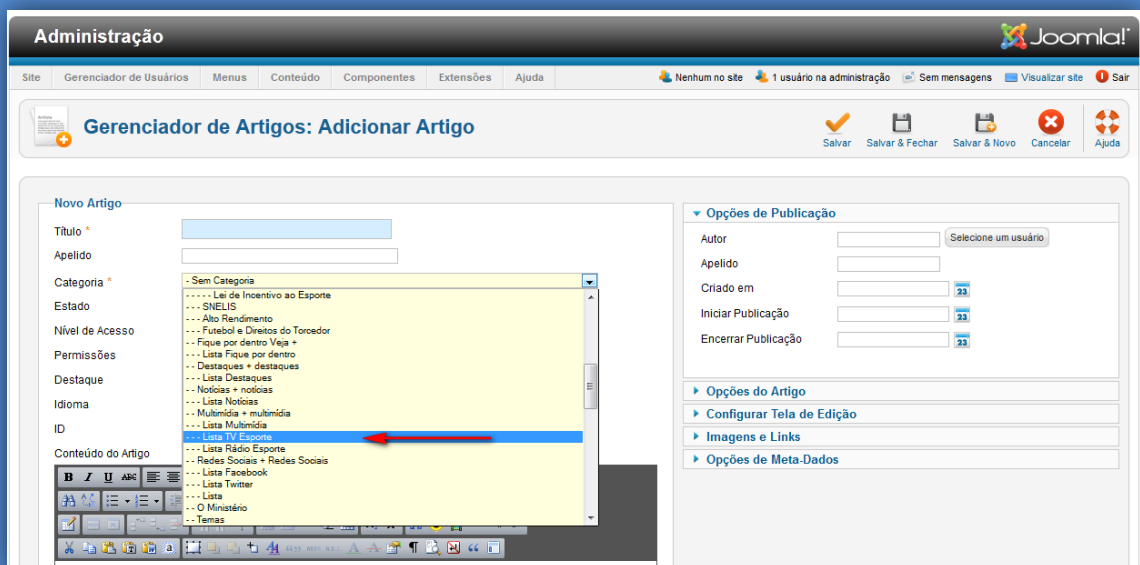 Administração
Joomla!
Site Gerenciador de Usuários Menus Conteúdo Componentes Extensões Ajuda Nenhum no site 1 usuário na administração Sem mensagens Visualizar site Sair
Gerenciador de Artigos: Adicionar Artigo
Salvar Salvar & Fechar Salvar & Novo Cancelar Ajuda
Novo Artigo
Título *
Apelido
Categoria *
- Sem Categoria
Estado
Nível de Acesso
Permissões
Destaque
Idioma
ID
Conteúdo do Artigo
- - - - - Lei de Incentivo ao Esporte
- - - SNELIS
- - - Alto Rendimento
- - - Futebol e Direitos do Torcedor
- - Fique por dentro Veja +
- - - Lista Fique por dentro
- - Destaques + destaques
- - - Lista Destaques
- - Notícias + notícias
- - - Lista Notícias
- - Multimídia + multimídia
- - - Lista Multimídia
- - - Lista TV Esporte
- - - Lista Rádio Esporte
- - Redes Sociais + Redes Sociais
- - - Lista Facebook
- - - Lista Twitter
- - - Lista
- - O Ministério
- - Temas
B I U ABC
Opções de Publicação
Autor
Selecione um usuário
Apelido
Criado em
23
Iniciar Publicação
23
Encerrar Publicação
23
Opções do Artigo
Configurar Tela de Edição
Imagens e Links
Opções de Meta-Dados